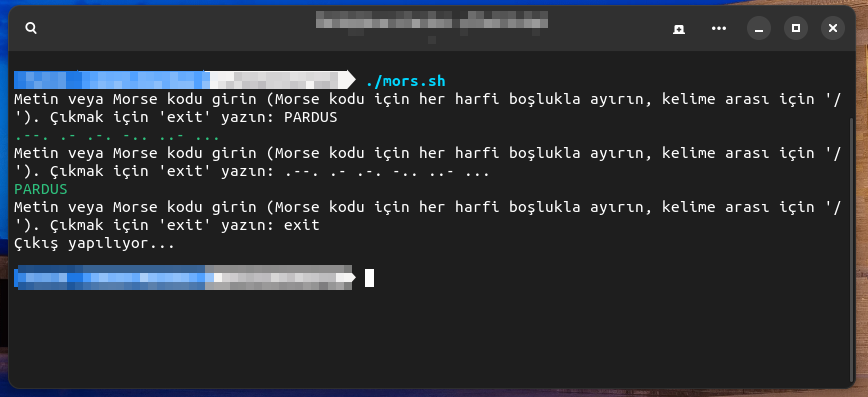 ./mors.sh
Metin veya Morse kodu girin (Morse kodu için her harfi boşlukla ayırın, kelime arası için '/
'). Çıkmak için 'exit' yazın: PARDUS
.--. .- .-. -.. ..- ...
Metin veya Morse kodu girin (Morse kodu için her harfi boşlukla ayırın, kelime arası için '/
'). Çıkmak için 'exit' yazın: .--. .- .-. -.. ..- ...
PARDUS
Metin veya Morse kodu girin (Morse kodu için her harfi boşlukla ayırın, kelime arası için '/
'). Çıkmak için 'exit' yazın: exit
Çıkış yapılıyor...